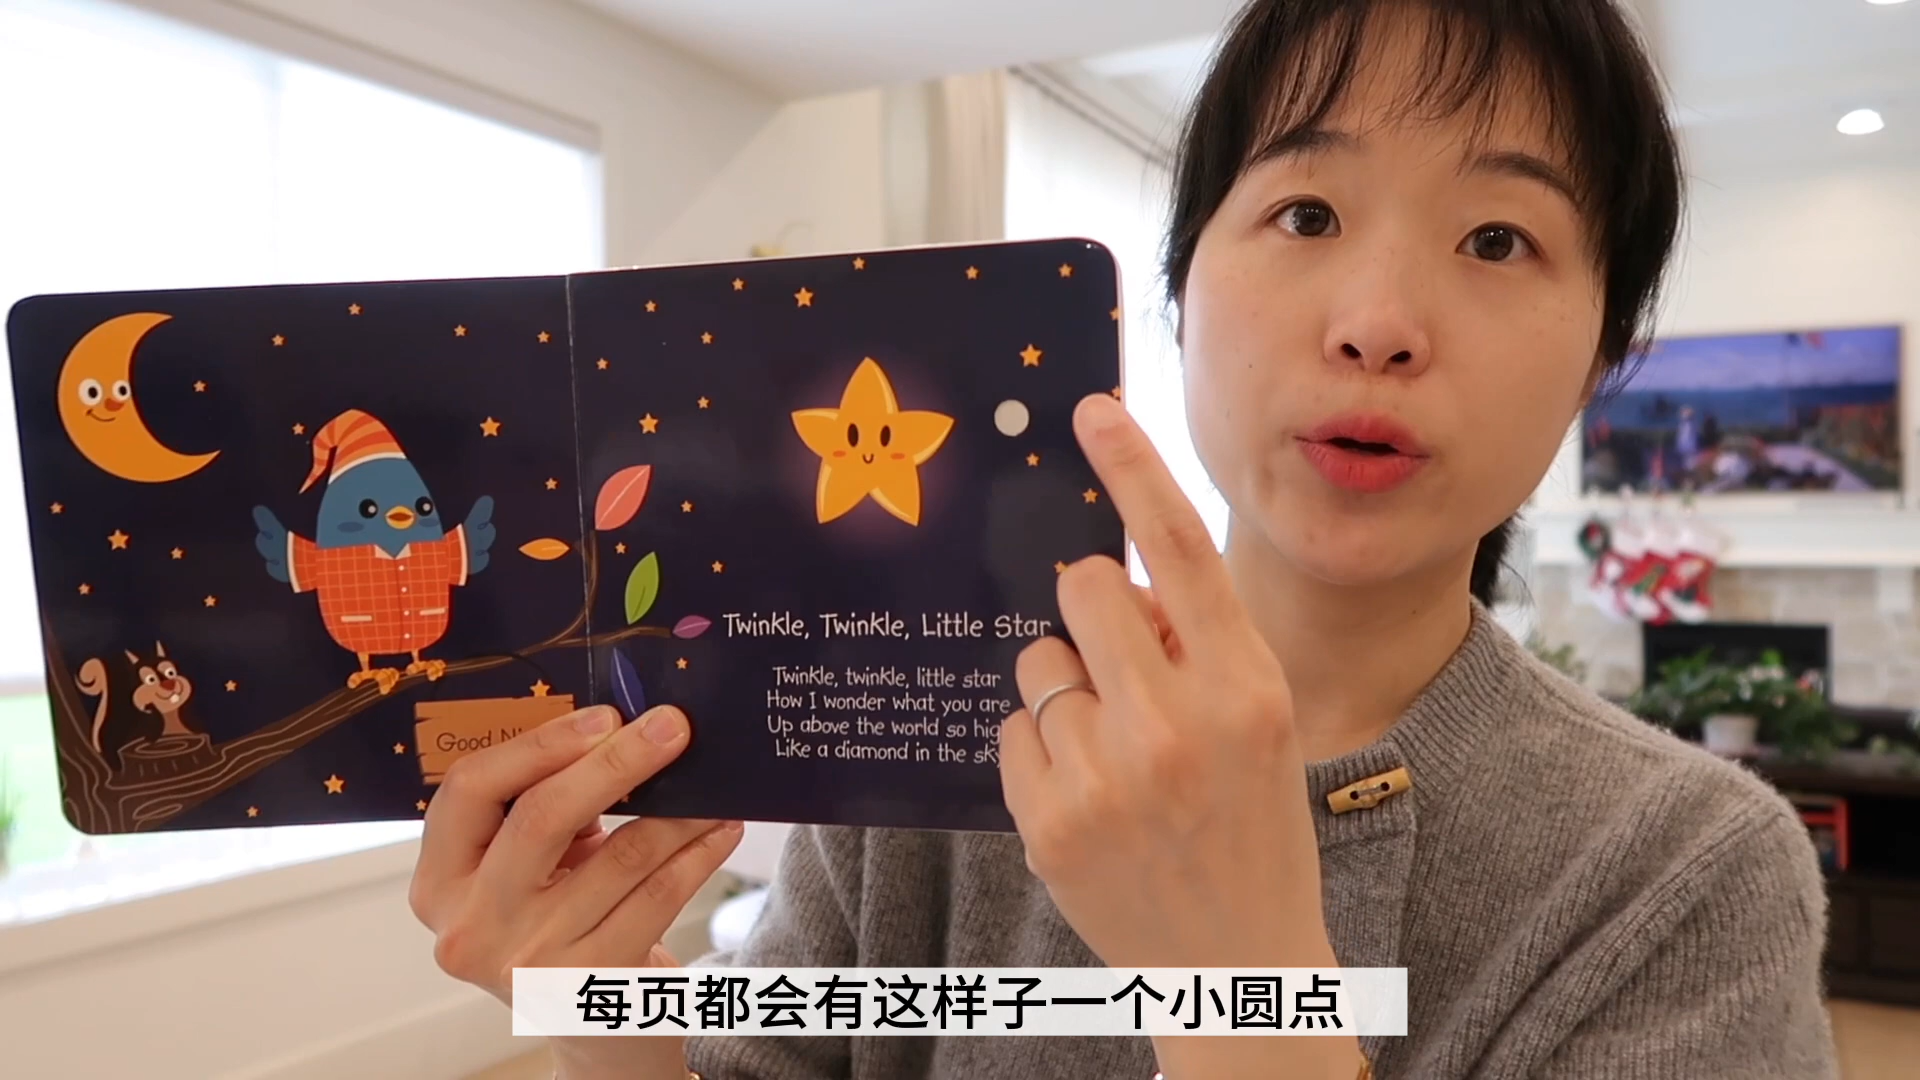 Good
Twinkle, Twinkle, Little Star
Twinkle, twinkle, little star
How I wonder what you are
Up above the world so
Like a diamond in the
每页都会有这样子一个小圆点